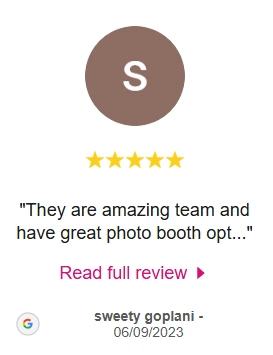 S
"They are amazing team and
have great photo booth opt..."
Read full review
G
sweety goplani -
06/09/2023